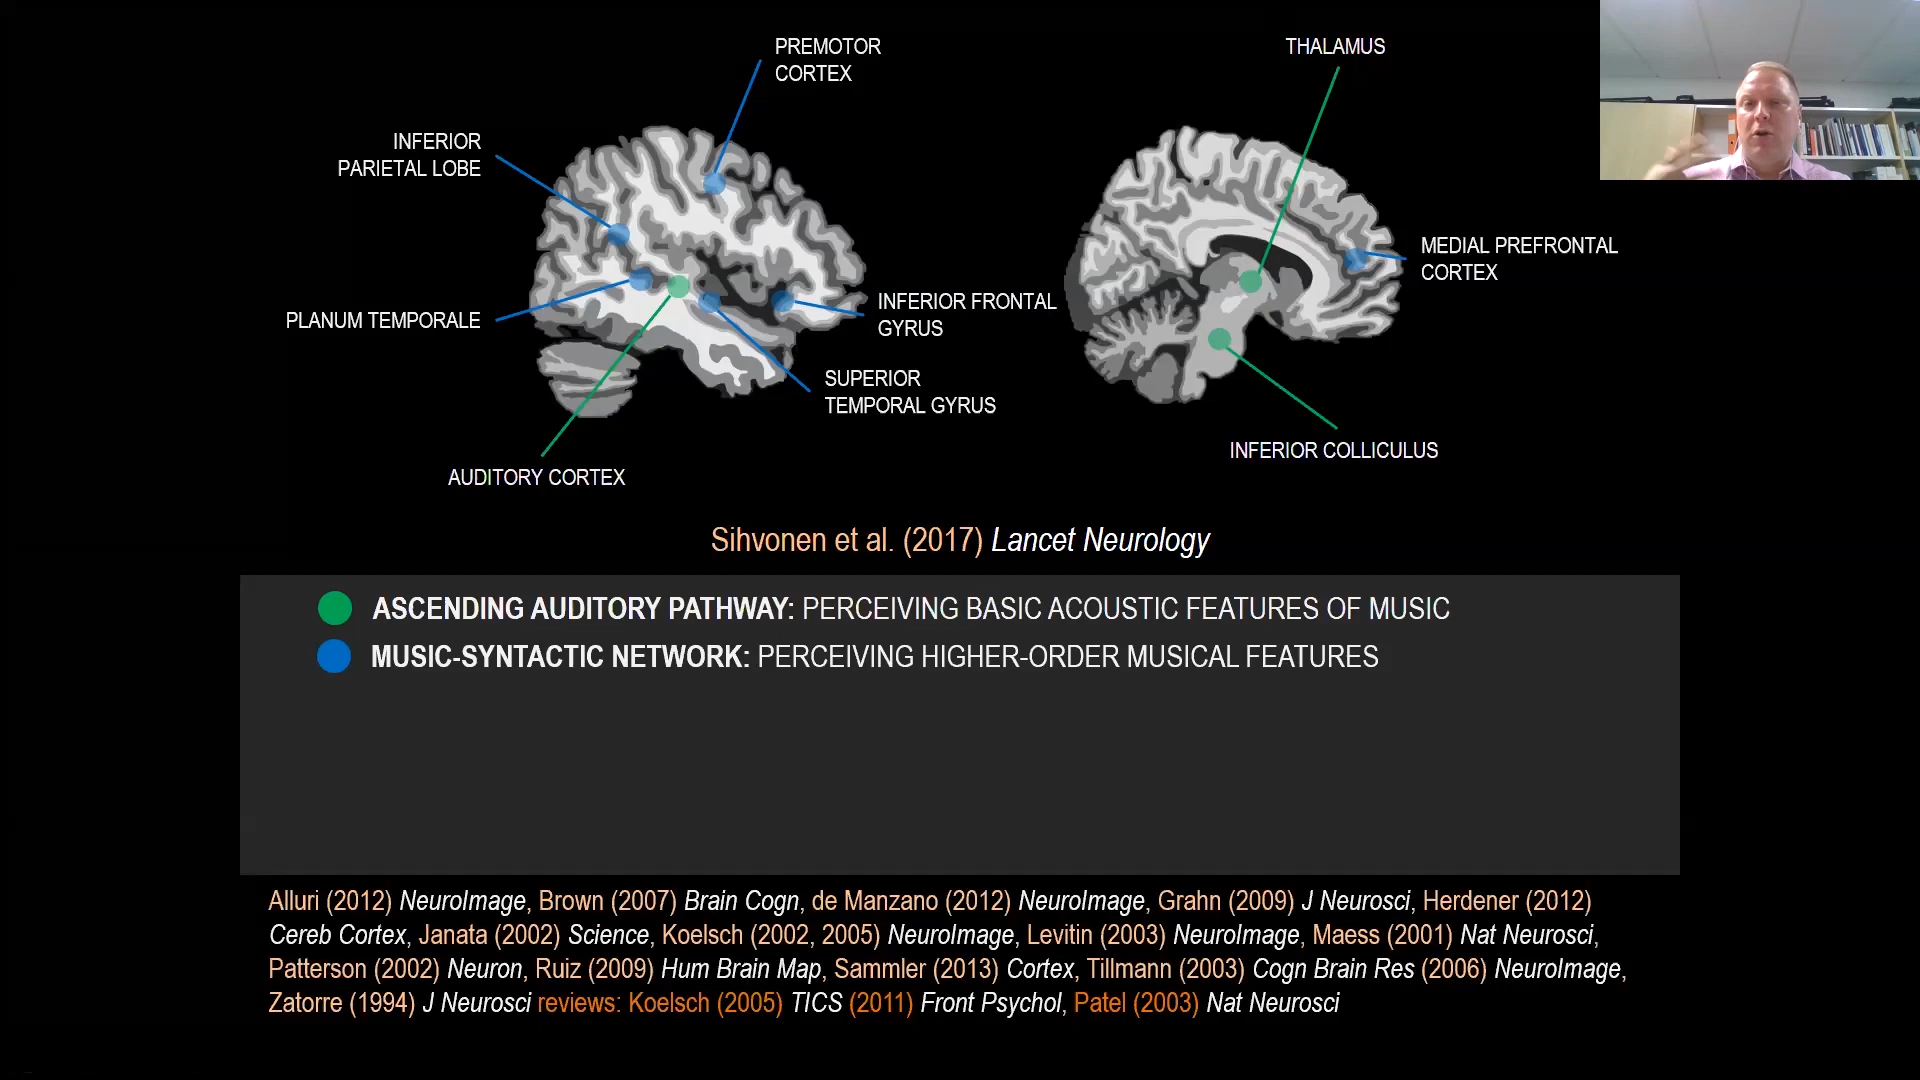 PREMOTOR
CORTEX
THALAMUS
INFERIOR
PARIETAL LOBE
MEDIAL PREFRONTAL
CORTEX
PLANUM TEMPORALE
INFERIOR FRONTAL
GYRUS
SUPERIOR
TEMPORAL GYRUS
INFERIOR COLLICULUS
AUDITORY CORTEX
Sihvonen et al. (2017) Lancet Neurology
ASCENDING AUDITORY PATHWAY: PERCEIVING BASIC ACOUSTIC FEATURES OF MUSIC
MUSIC-SYNTACTIC NETWORK: PERCEIVING HIGHER-ORDER MUSICAL FEATURES
Alluri (2012) NeuroImage, Brown (2007) Brain Cogn, de Manzano (2012) NeuroImage, Grahn (2009) J Neurosci, Herdener (2012)
Cereb Cortex, Janata (2002) Science, Koelsch (2002, 2005) NeuroImage, Levitin (2003) NeuroImage, Maess (2001) Nat Neurosci,
Patterson (2002) Neuron, Ruiz (2009) Hum Brain Map, Sammler (2013) Cortex, Tillmann (2003) Cogn Brain Res (2006) NeuroImage,
Zatorre (1994) J Neurosci reviews: Koelsch (2005) TICS (2011) Front Psychol, Patel (2003) Nat Neurosci